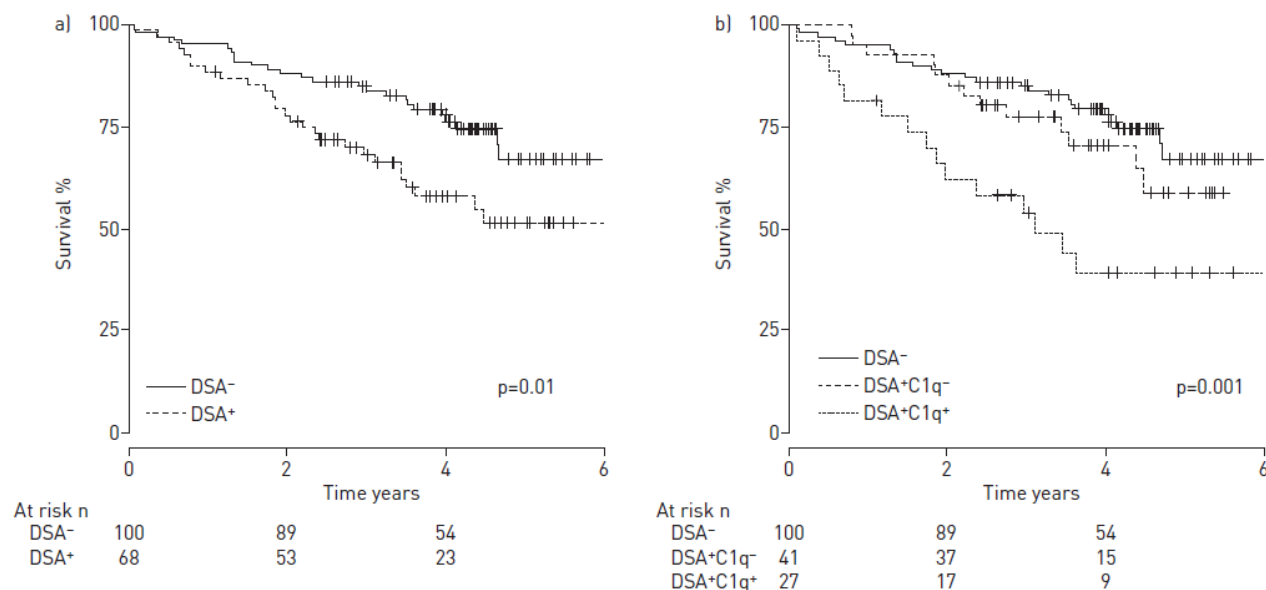 a)
100
75
50
25
0
Survival %
DSA⁻
DSA⁺
p=0.01
0 2 4 6
Time years
At risk n
DSA⁻ 100 89 54
DSA⁺ 68 53 23
b)
100
75
50
25
0
Survival %
DSA⁻
DSA⁺C1q⁻
DSA⁺C1q⁺
p=0.001
0 2 4 6
Time years
At risk n
DSA⁻ 100 89 54
DSA⁺C1q⁻ 41 37 15
DSA⁺C1q⁺ 27 17 9